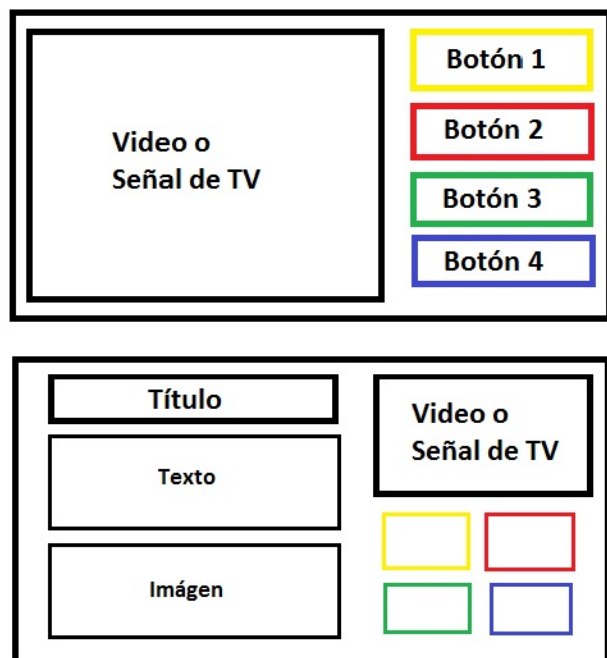 Video o
Señal de TV
Botón 1
Botón 2
Botón 3
Botón 4
Título
Texto
Imágen
Video o
Señal de TV